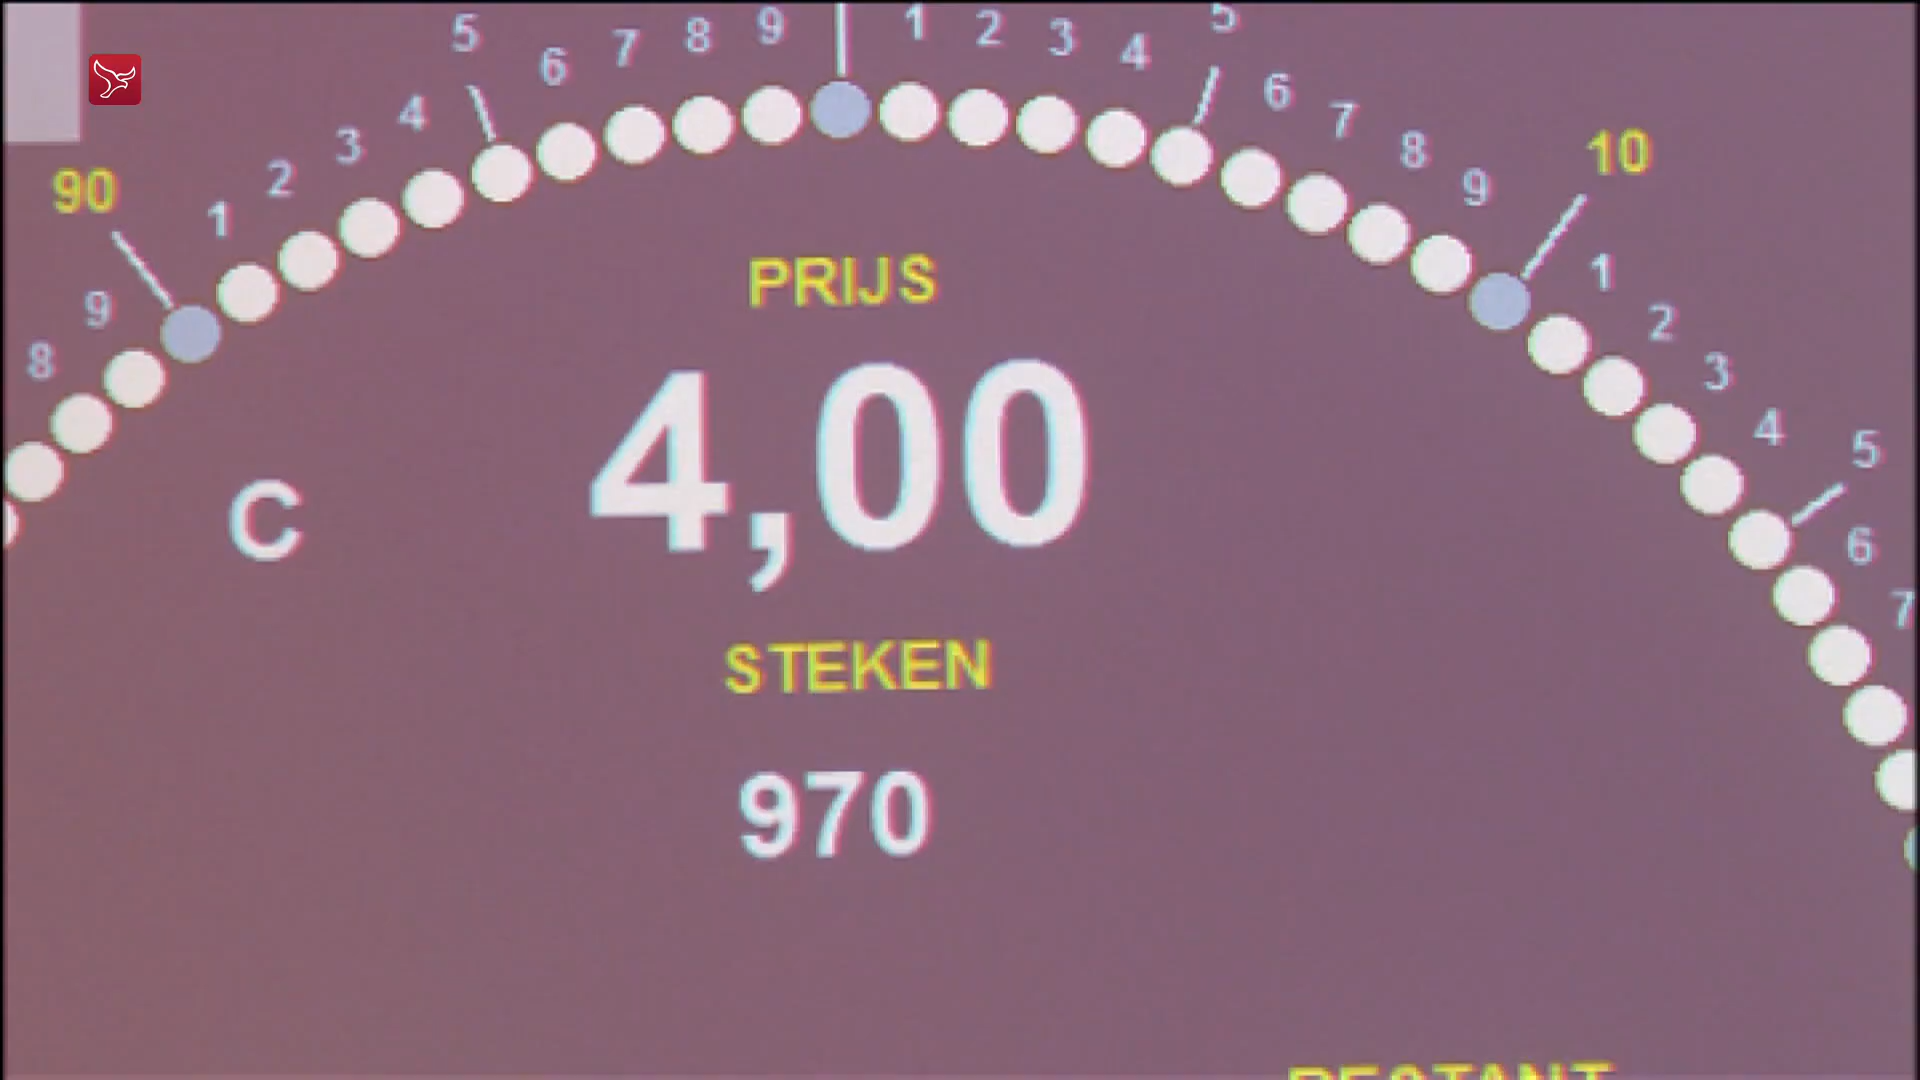 5 6 7 8 9 1 2 3 4 5
90 1 2 3 4 6 7 8 9 10
8 9 1 2 3 4 5 6 7
PRIJS
C 4,00
STEKEN
970
RESTANT